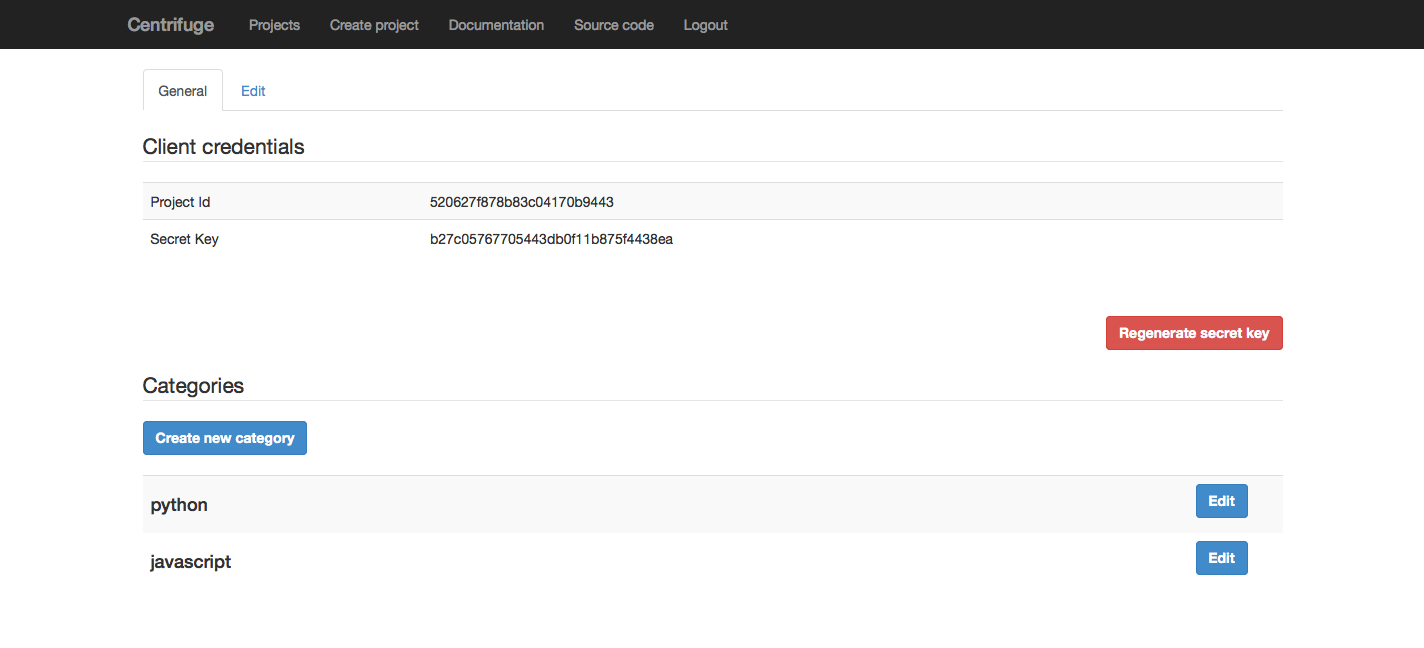 Centrifuge Projects Create project Documentation Source code Logout
General Edit
Client credentials
Project Id 520627f878b83c04170b9443
Secret Key b27c05767705443db0f11b875f4438ea
Regenerate secret key
Categories
Create new category
python Edit
javascript Edit